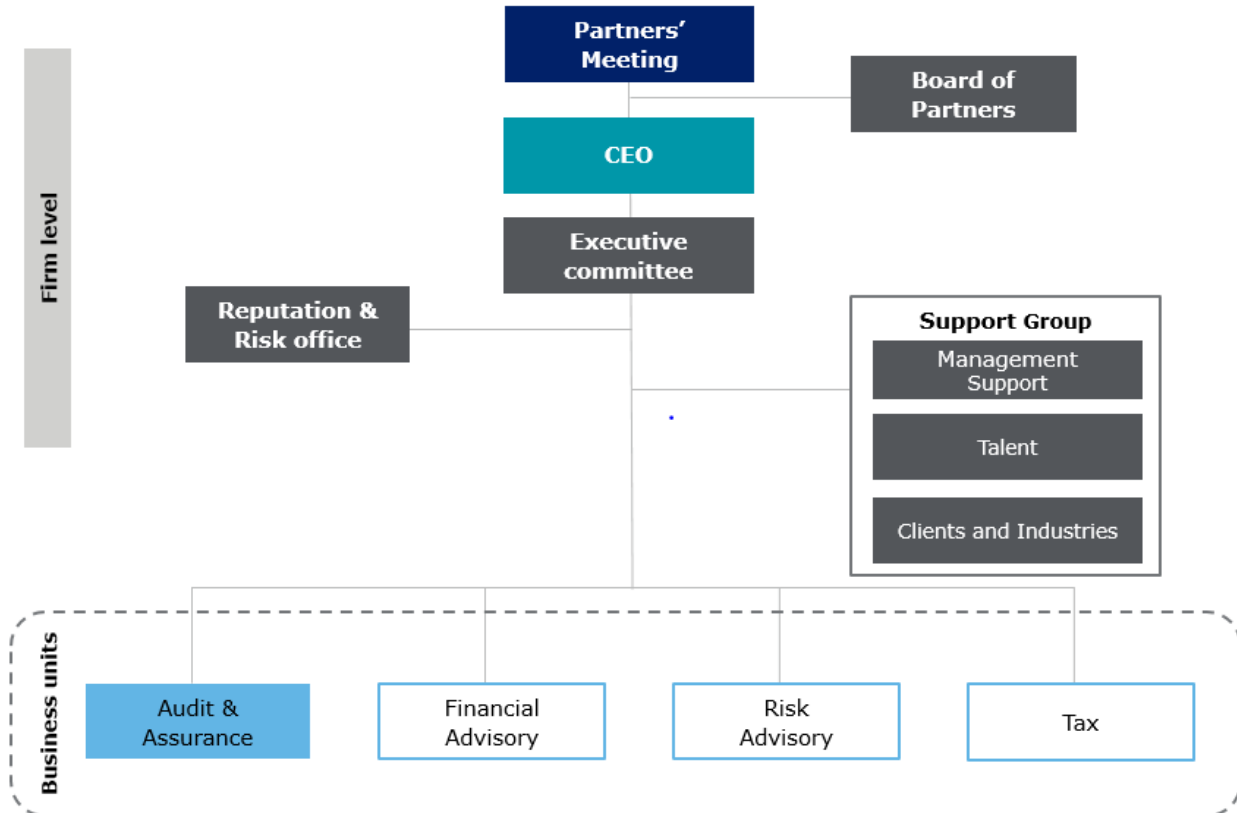 Partners’
Meeting
Board of
Partners
CEO
Firm level
Executive
committee
Reputation &
Risk office
Support Group
Management
Support
Talent
Clients and Industries
Business units
Audit &
Assurance
Financial
Advisory
Risk
Advisory
Tax